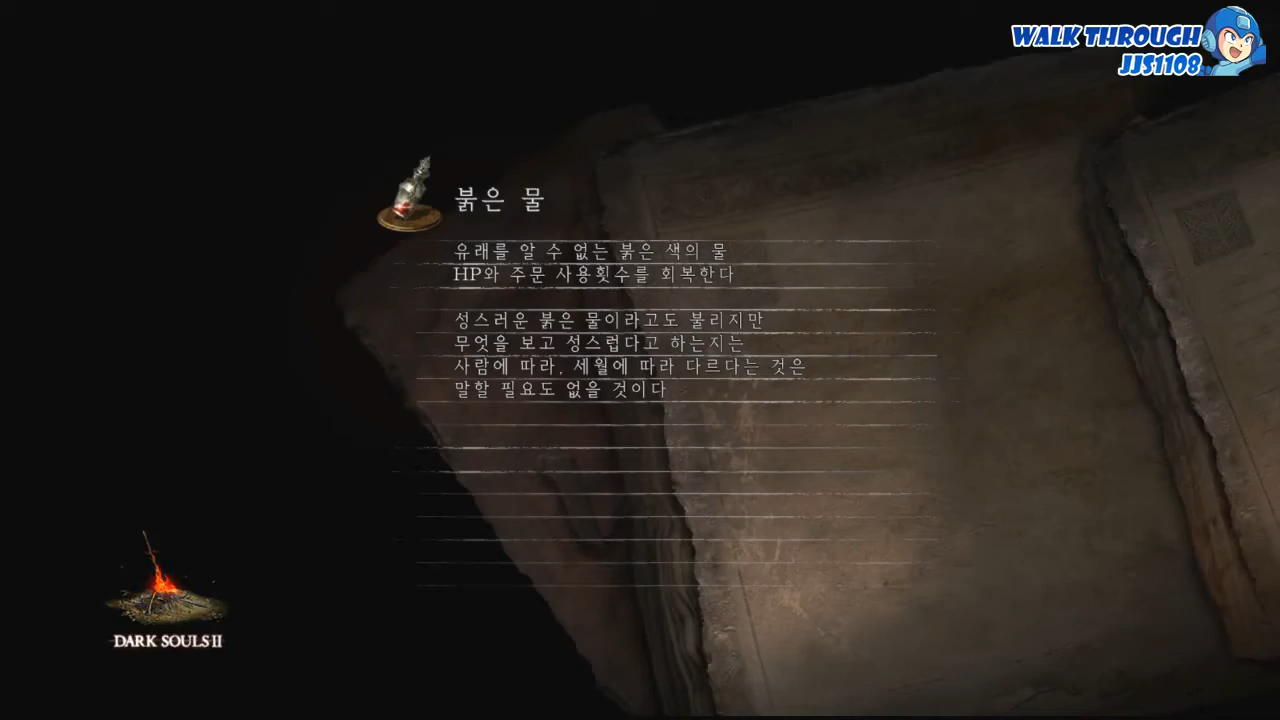 WALK THROUGH
JJS1108
붉은 물
유래를 알 수 없는 붉은 색의 물
HP와 주문 사용횟수를 회복한다
성스러운 붉은 물이라고도 불리지만
무엇을 보고 성스럽다고 하는지는
사람에 따라, 세월에 따라 다르다는 것은
말할 필요도 없을 것이다
DARK SOULS II